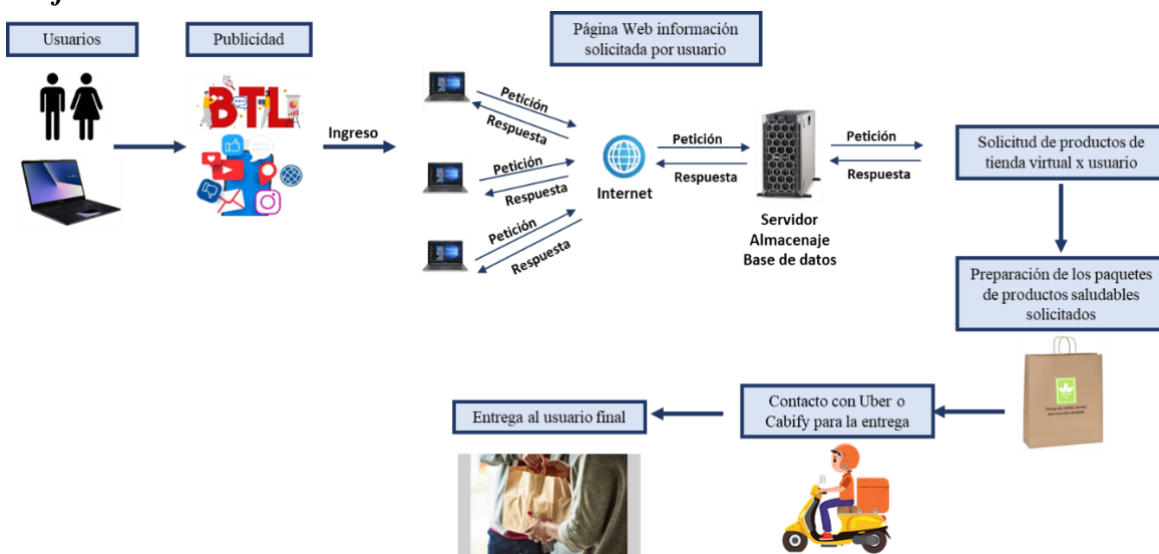 Usuarios
Publicidad
Página Web información
solicitada por usuario
BTL
Ingreso
Petición
Respuesta
Petición
Respuesta
Petición
Respuesta
Internet
Petición
Respuesta
Servidor
Almacenaje
Base de datos
Petición
Respuesta
Solicitud de productos de
tienda virtual x usuario
Preparación de los paquetes
de productos saludables
solicitados
Contacto con Uber o
Cabify para la entrega
Entrega al usuario final